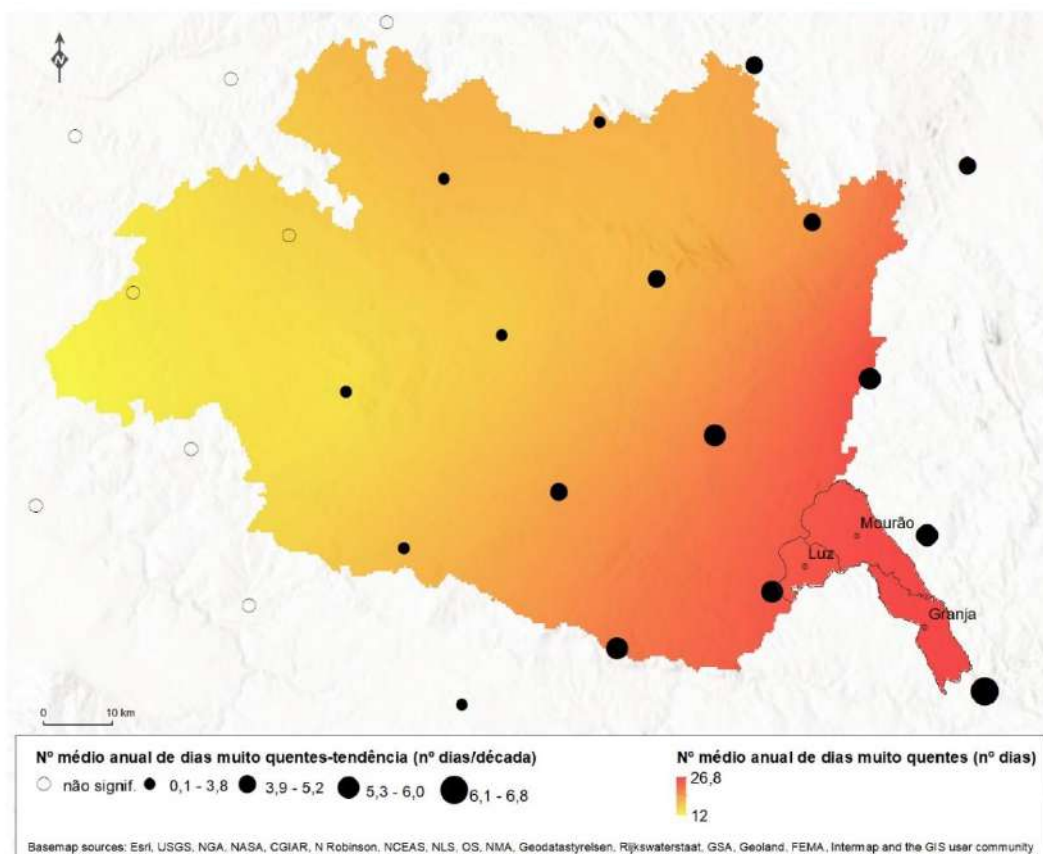 N
Mourão
Luz
Granja
0 10 km
Nº médio anual de dias muito quentes-tendência (nº dias/década)
não signif. 0,1 - 3,8 3,9 - 5,2 5,3 - 6,0 6,1 - 6,8
Nº médio anual de dias muito quentes (nº dias)
26,8
12
Basemap sources: Esri, USGS, NGA, NASA, CGIAR, N Robinson, NCEAS, NLS, OS, NMA, Geodatastyrelsen, Rijkswaterstaat, GSA, Geoland, FEMA, Intermap and the GIS user community